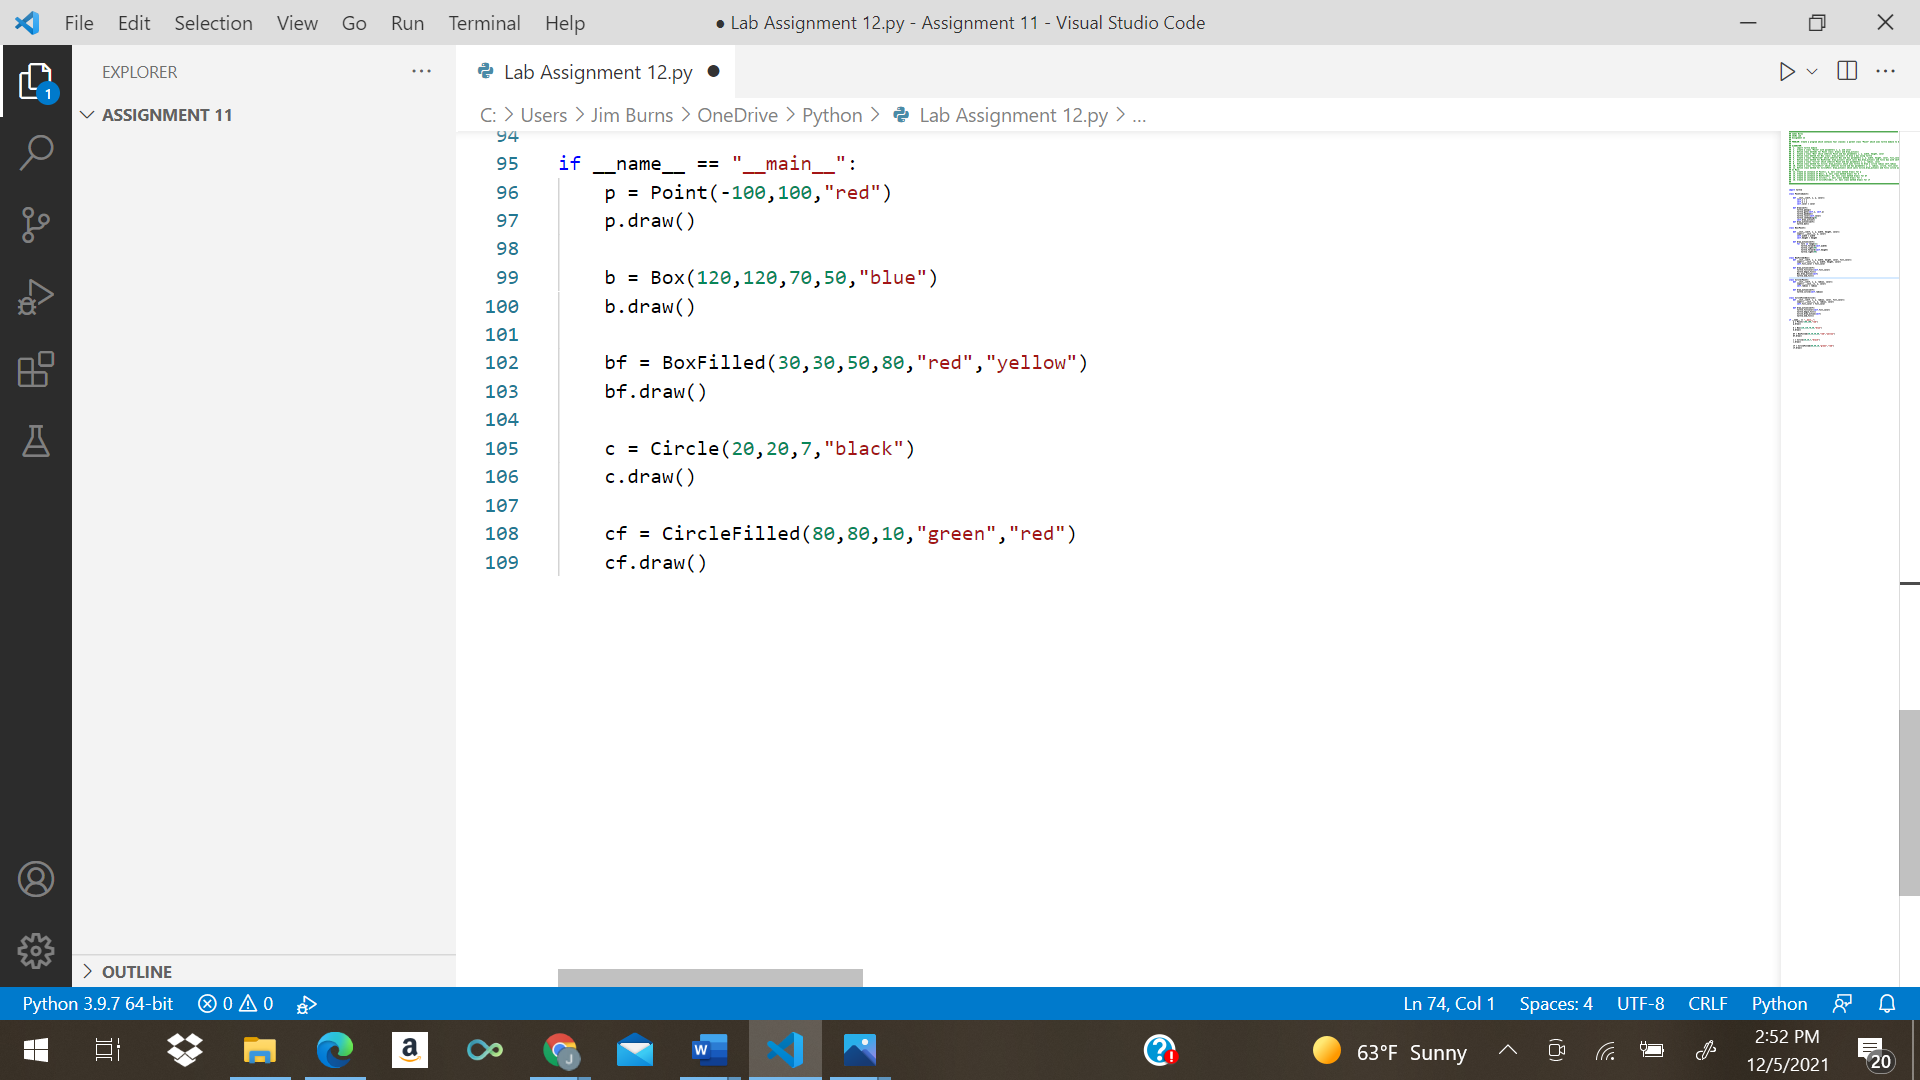 File Edit Selection View Go Run Terminal Help ● Lab Assignment 12.py - Assignment 11 - Visual Studio Code
EXPLORER
1
ASSIGNMENT 11
Lab Assignment 12.py
C: > Users > Jim Burns > OneDrive > Python > Lab Assignment 12.py > ...
94
95 if __name__ == "__main__":
96     p = Point(-100,100,"red")
97     p.draw()
98
99     b = Box(120,120,70,50,"blue")
100     b.draw()
101
102     bf = BoxFilled(30,30,50,80,"red","yellow")
103     bf.draw()
104
105     c = Circle(20,20,7,"black")
106     c.draw()
107
108     cf = CircleFilled(80,80,10,"green","red")
109     cf.draw()
OUTLINE
Python 3.9.7 64-bit 0 0 Ln 74, Col 1 Spaces: 4 UTF-8 CRLF Python
a J W 63°F Sunny 2:52 PM
12/5/2021
20